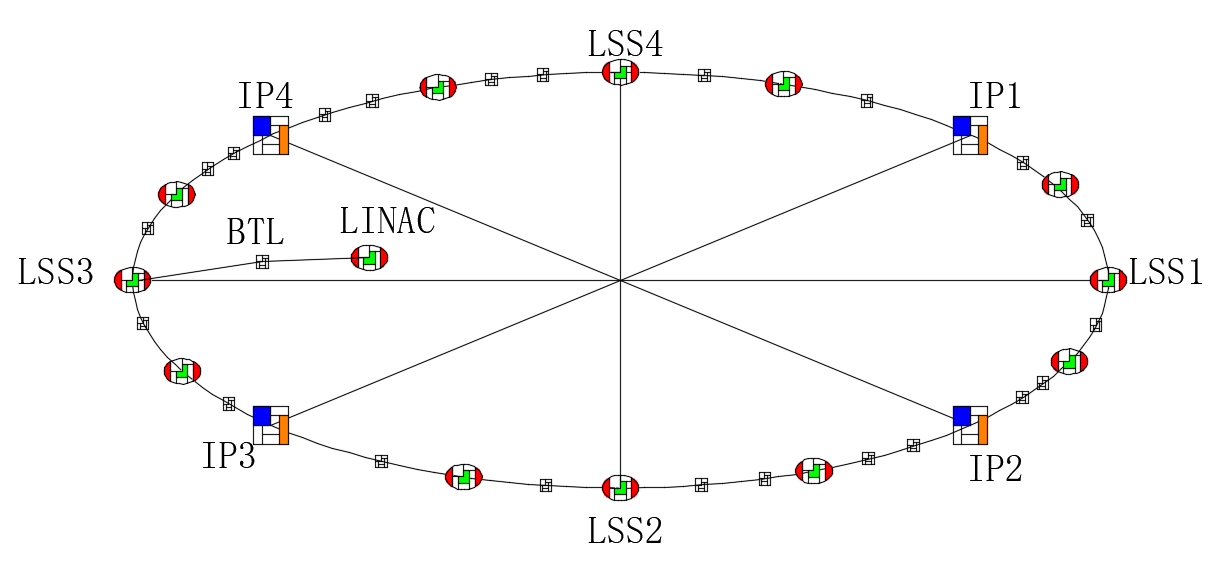 LSS4
IP4
IP1
BTL
LINAC
LSS3
LSS1
IP3
IP2
LSS2